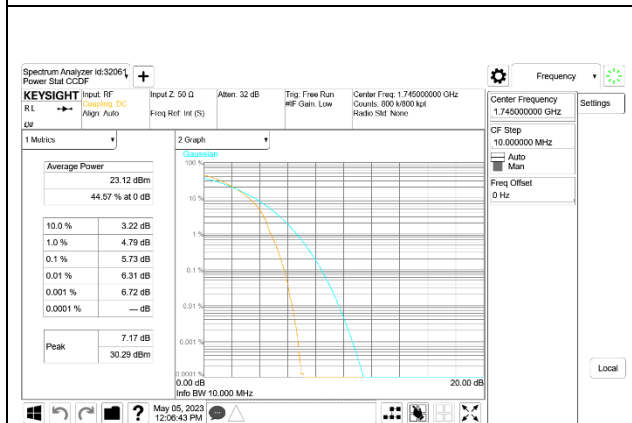 Spectrum Analyzer id:32061
Power Stat CCDF
Frequency
KEYSIGHT
Input: RF
Coupling: DC
Align: Auto
Input Z: 50 Ω
Freq Ref: Int (S)
Atten: 32 dB
Trig: Free Run
#IF Gain: Low
Center Freq: 1.745000000 GHz
Counts: 800 k/800 kpt
Radio Std: None
RL
Center Frequency
1.745000000 GHz
Settings
CF Step
10.000000 MHz
Auto
Man
Freq Offset
0 Hz
1 Metrics
2 Graph
Average Power
23.12 dBm
44.57 % at 0 dB
10.0 % 3.22 dB
1.0 % 4.79 dB
0.1 % 5.73 dB
0.01 % 6.31 dB
0.001 % 6.72 dB
0.0001 % --- dB
Peak 7.17 dB
30.29 dBm
Gaussian
100 %
10 %
1 %
0.1 %
0.01 %
0.001 %
0.0001 %
0.00 dB 20.00 dB
Info BW 10.000 MHz
Local
May 05, 2023
12:06:43 PM